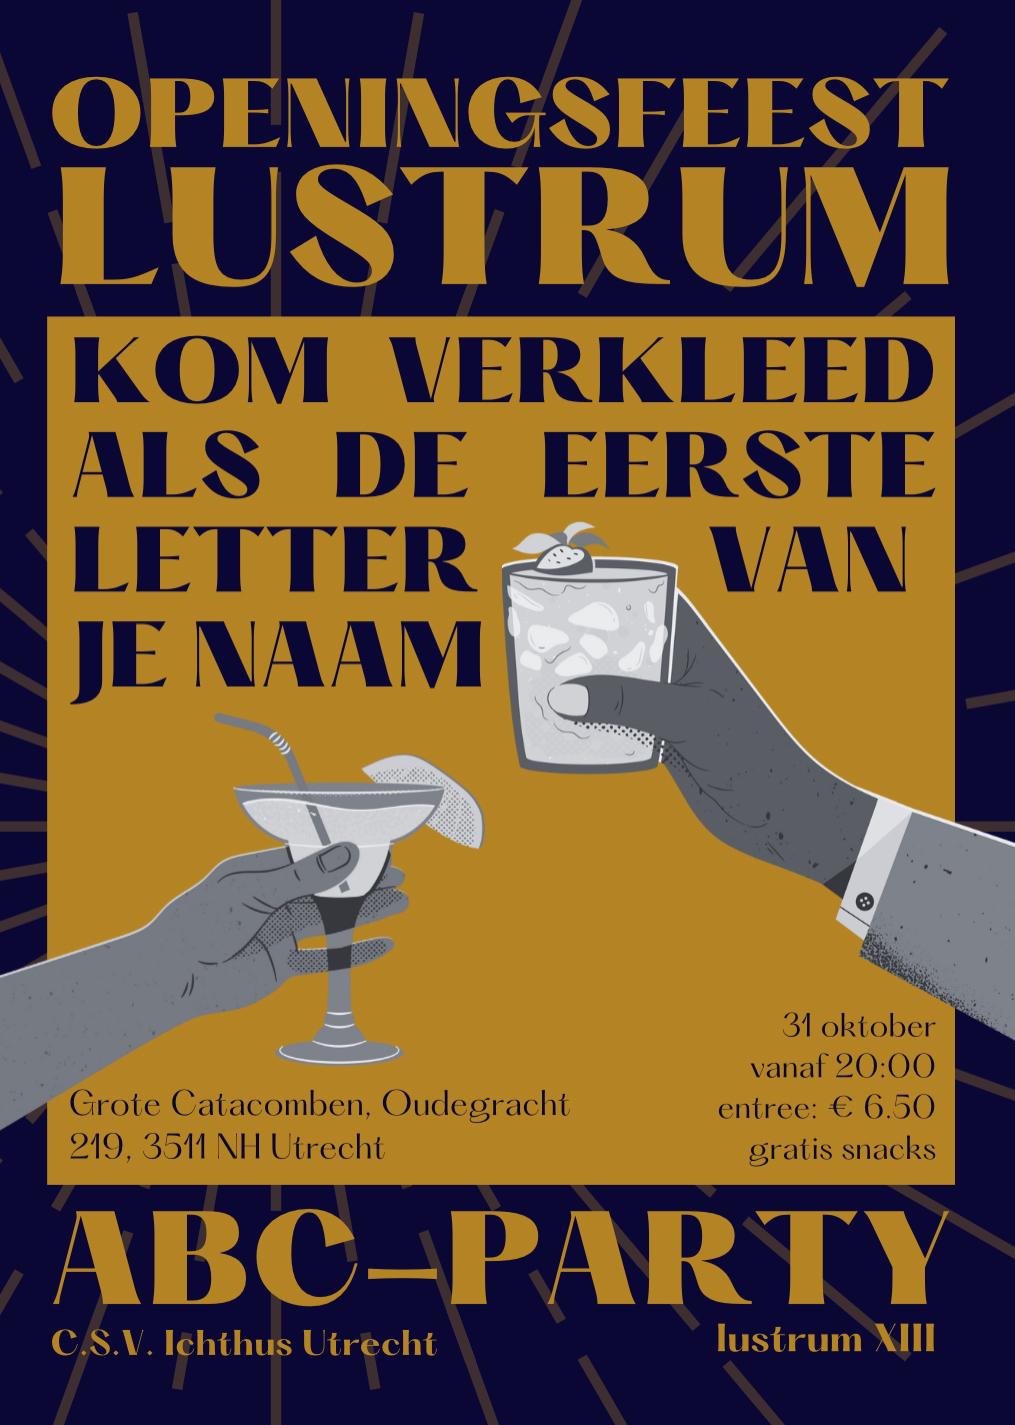 OPENINGSFEEST
LUSTRUM
KOM VERKLEED
ALS DE EERSTE
LETTER VAN
JE NAAM
31 oktober
vanaf 20:00
entree: € 6.50
gratis snacks
Grote Catacomben, Oudegracht
219, 3511 NH Utrecht
ABC-PARTY
C.S.V. Ichthus Utrecht
lustrum XIII